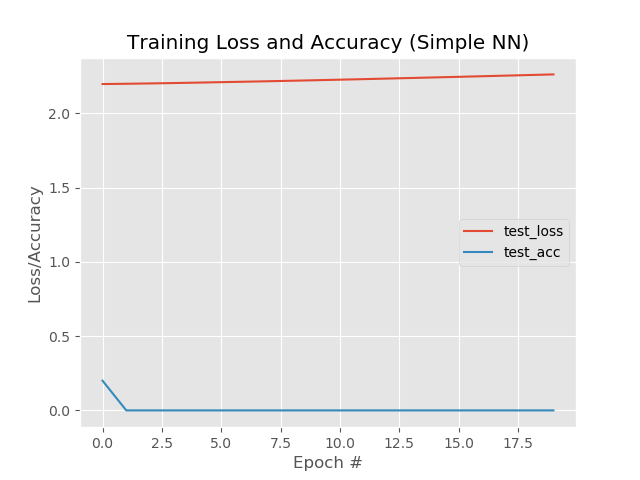 Training Loss and Accuracy (Simple NN)
2.0
1.5
1.0
0.5
0.0
Loss/Accuracy
test_loss
test_acc
0.0 2.5 5.0 7.5 10.0 12.5 15.0 17.5
Epoch #